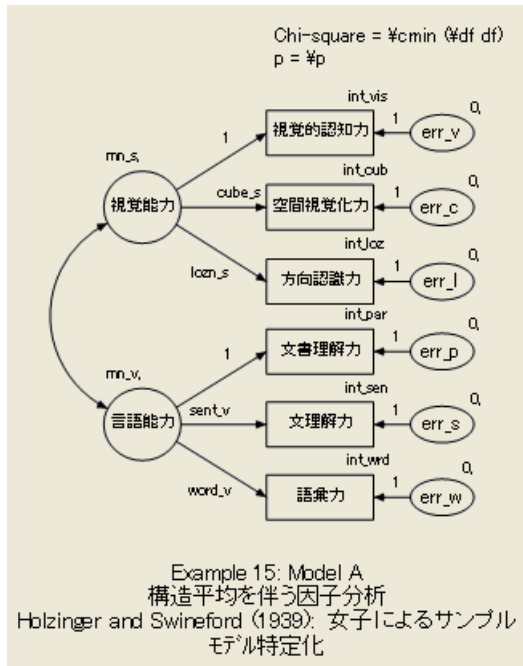 Chi-square = ¥cmin (¥df df)
p = ¥p
int_vis
0,
視覚的認知力
1
err_v
mn_s,
1
int_cub
0,
視覚能力
cube_s
空間視覚化力
1
err_c
int_loz
0,
lozn_s
方向認識力
1
err_l
int_par
0,
文書理解力
1
err_p
mn_v,
1
int_sen
0,
言語能力
sent_v
文理解力
1
err_s
int_wrd
0,
word_v
語彙力
1
err_w
Example 15: Model A
構造平均を伴う因子分析
Holzinger and Swineford (1939): 女子によるサンプル
モデル特定化